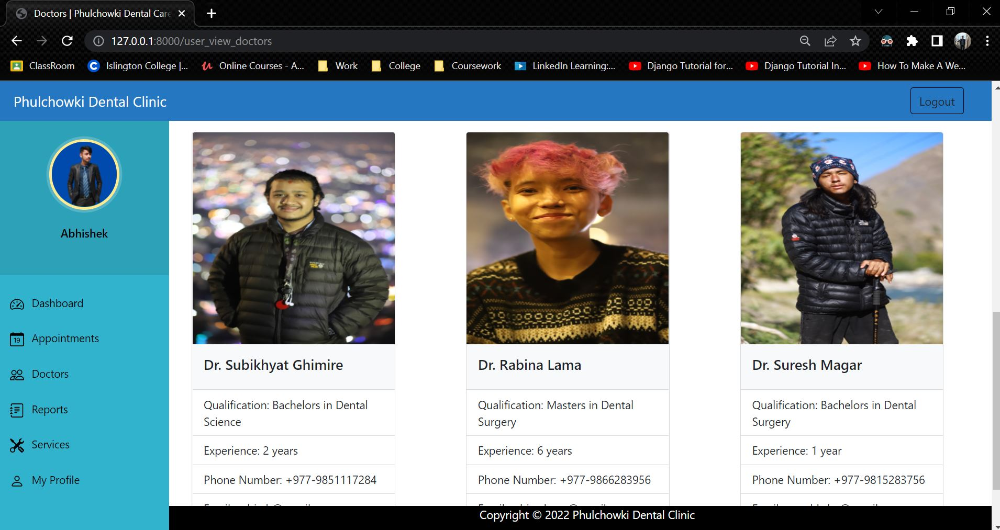 Doctors | Phulchowki Dental Care
127.0.0.1:8000/user_view_doctors
ClassRoom
Islington College |...
Online Courses - A...
Work
College
Coursework
LinkedIn Learning:...
Django Tutorial for...
Django Tutorial In...
How To Make A We...
Phulchowki Dental Clinic
Logout
Abhishek
Dashboard
19
Appointments
Doctors
Reports
Services
My Profile
Dr. Subikhyat Ghimire
Qualification: Bachelors in Dental
Science
Experience: 2 years
Phone Number: +977-9851117284
Dr. Rabina Lama
Qualification: Masters in Dental
Surgery
Experience: 6 years
Phone Number: +977-9866283956
Dr. Suresh Magar
Qualification: Bachelors in Dental
Surgery
Experience: 1 year
Phone Number: +977-9815283756
Copyright © 2022 Phulchowki Dental Clinic